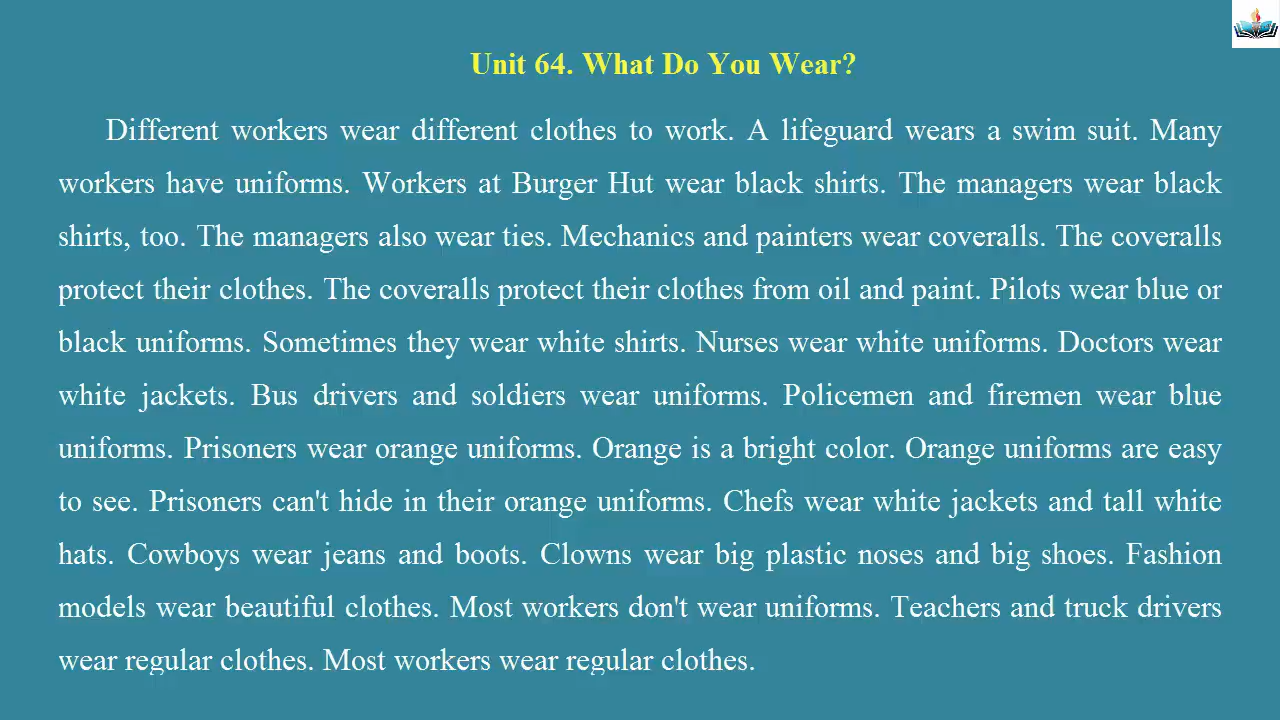 Unit 64. What Do You Wear?
Different workers wear different clothes to work. A lifeguard wears a swim suit. Many
workers have uniforms. Workers at Burger Hut wear black shirts. The managers wear black
shirts, too. The managers also wear ties. Mechanics and painters wear coveralls. The coveralls
protect their clothes. The coveralls protect their clothes from oil and paint. Pilots wear blue or
black uniforms. Sometimes they wear white shirts. Nurses wear white uniforms. Doctors wear
white jackets. Bus drivers and soldiers wear uniforms. Policemen and firemen wear blue
uniforms. Prisoners wear orange uniforms. Orange is a bright color. Orange uniforms are easy
to see. Prisoners can't hide in their orange uniforms. Chefs wear white jackets and tall white
hats. Cowboys wear jeans and boots. Clowns wear big plastic noses and big shoes. Fashion
models wear beautiful clothes. Most workers don't wear uniforms. Teachers and truck drivers
wear regular clothes. Most workers wear regular clothes.